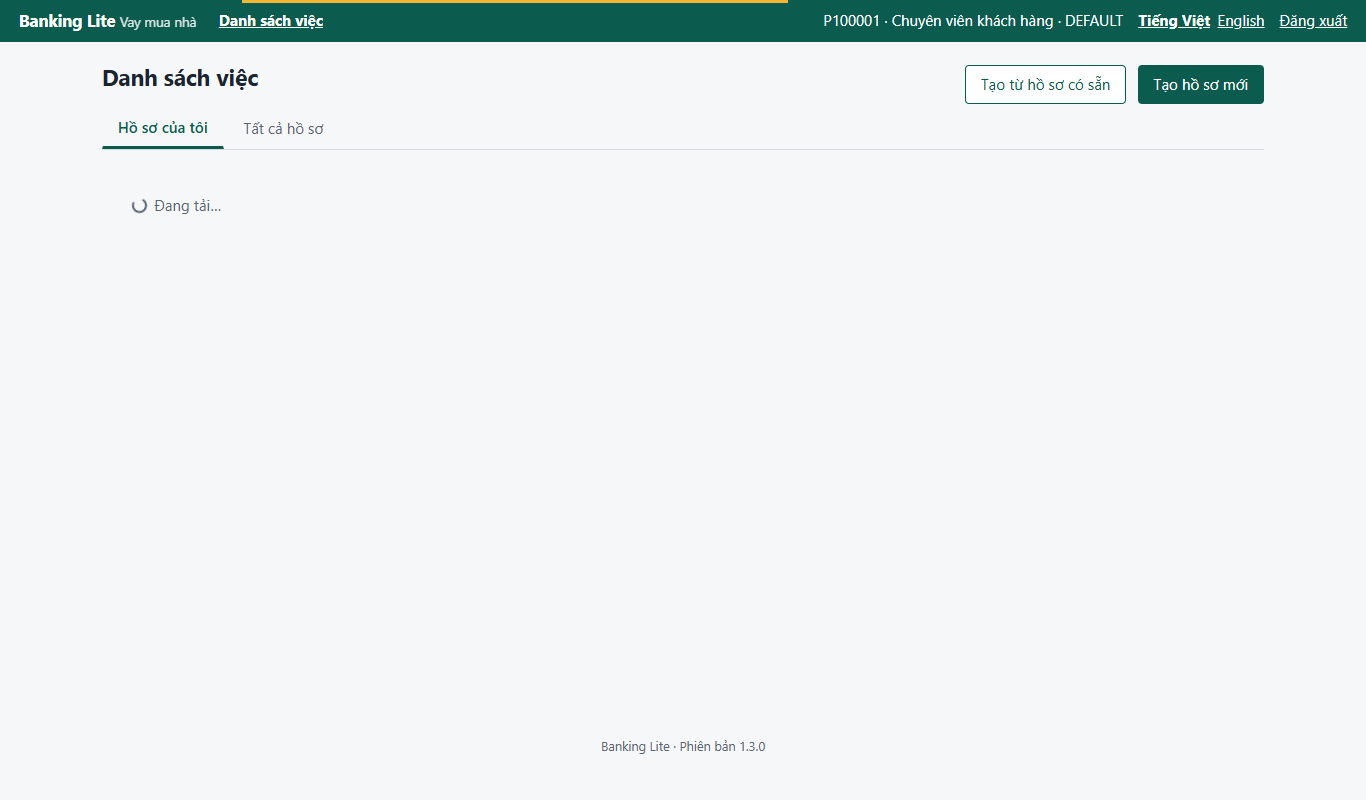 Banking Lite Vay mua nhà Danh sách việc P100001 · Chuyên viên khách hàng · DEFAULT Tiếng Việt English Đăng xuất
Danh sách việc
Tạo từ hồ sơ có sẵn Tạo hồ sơ mới
Hồ sơ của tôi Tất cả hồ sơ
Đang tải...
Banking Lite · Phiên bản 1.3.0